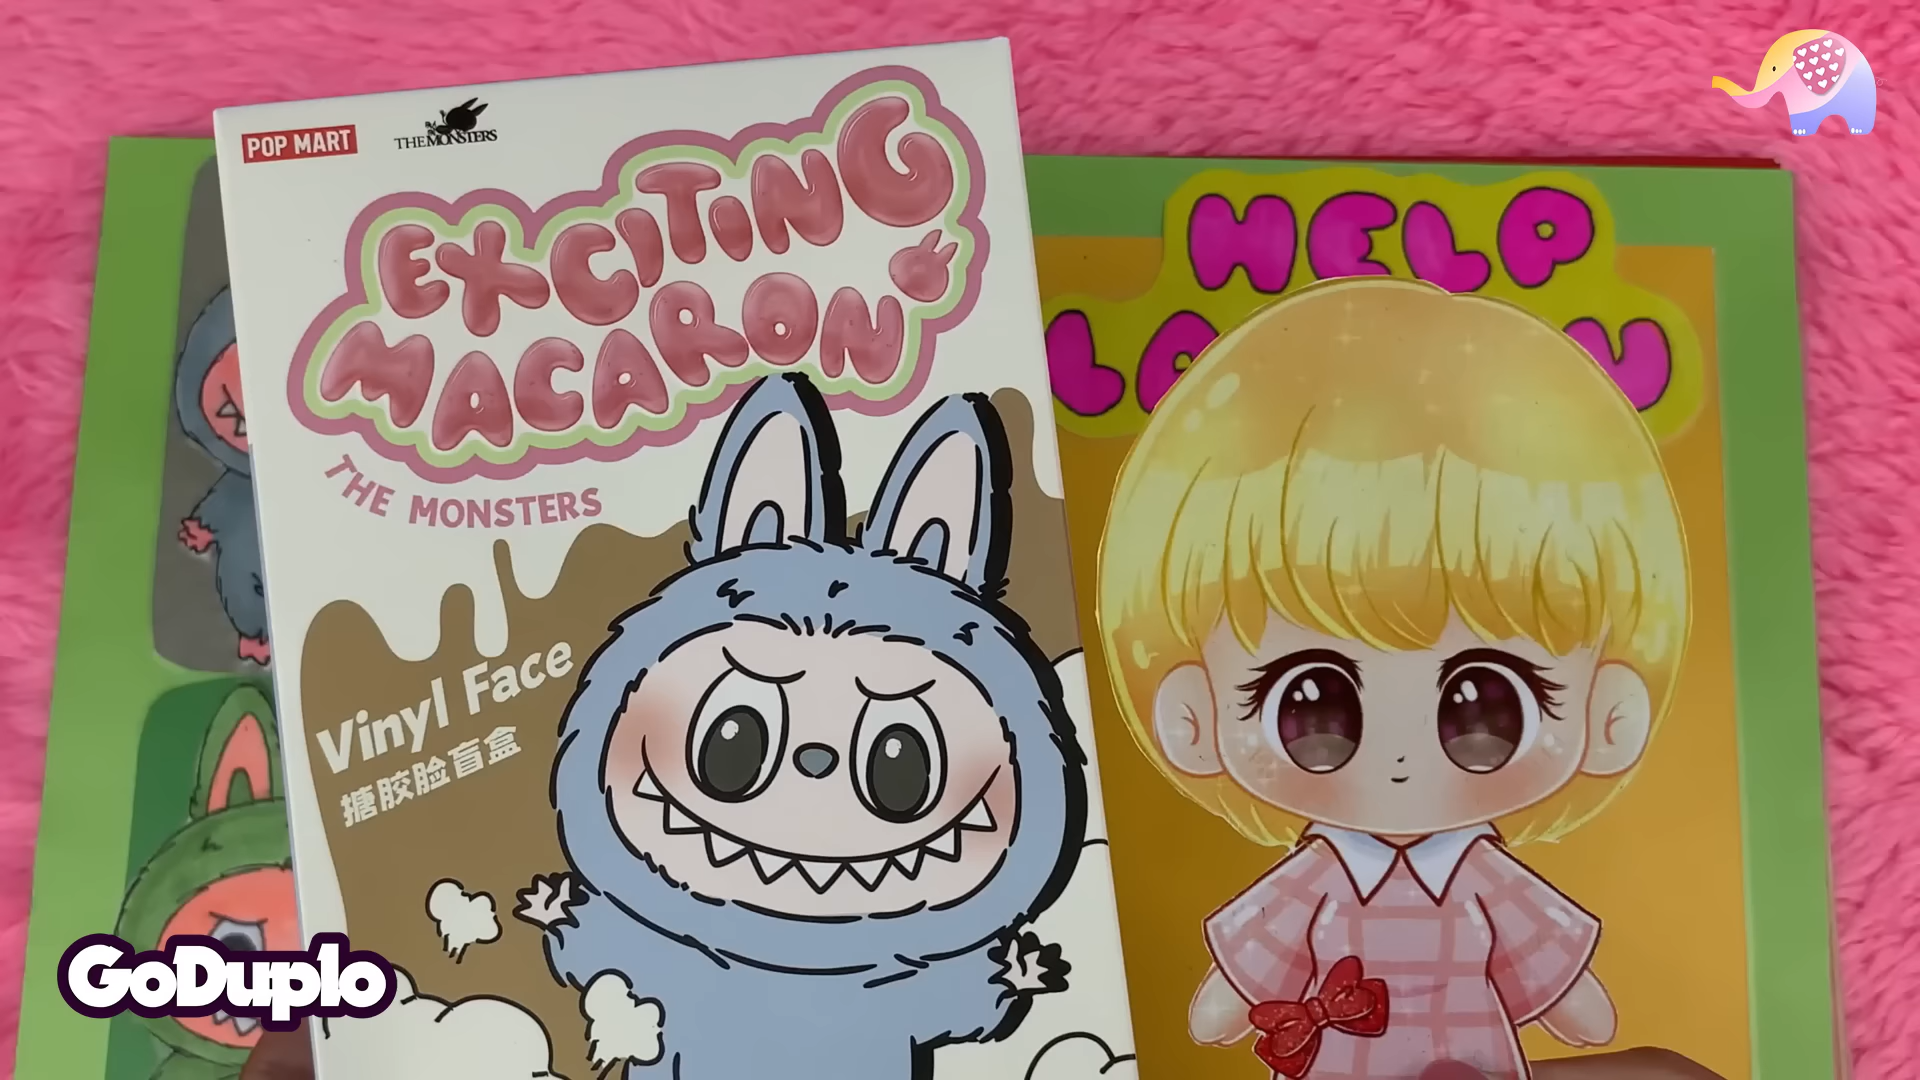 POP MART
THE MONSTERS
EXCITING
MACARON
THE MONSTERS
Vinyl Face
搪胶脸盲盒
HELP
GoDuplo